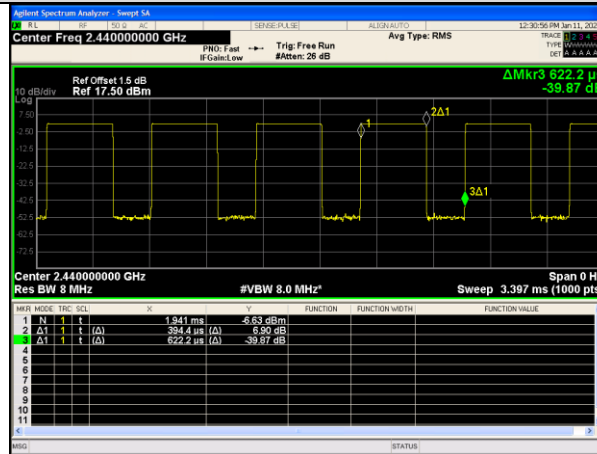 Agilent Spectrum Analyzer - Swept SA
RL RF 50 Ω AC SENSE:PULSE ALIGN AUTO 12:30:56 PM Jan 11, 202
Center Freq 2.440000000 GHz Avg Type: RMS TRACE 1 2 3 4 5
PNO: Fast Trig: Free Run TYPE
IFGain:Low #Atten: 26 dB DET A A A A A
Ref Offset 1.5 dB ΔMkr3 622.2 µ
10 dB/div Ref 17.50 dBm -39.87 d
Log
7.50
-2.50
-12.5
-22.5
-32.5
-42.5
-52.5
-62.5
-72.5
1
2Δ1
3Δ1
Center 2.440000000 GHz Span 0 H
Res BW 8 MHz #VBW 8.0 MHz* Sweep 3.397 ms (1000 pts
MKR MODE TRC SCL X Y FUNCTION FUNCTION WIDTH FUNCTION VALUE
1 N 1 t 1.941 ms -6.63 dBm
2 Δ1 1 t (Δ) 394.4 µs (Δ) 6.90 dB
3 Δ1 1 t (Δ) 622.2 µs (Δ) -39.87 dB
4
5
6
7
8
9
10
11
MSG STATUS